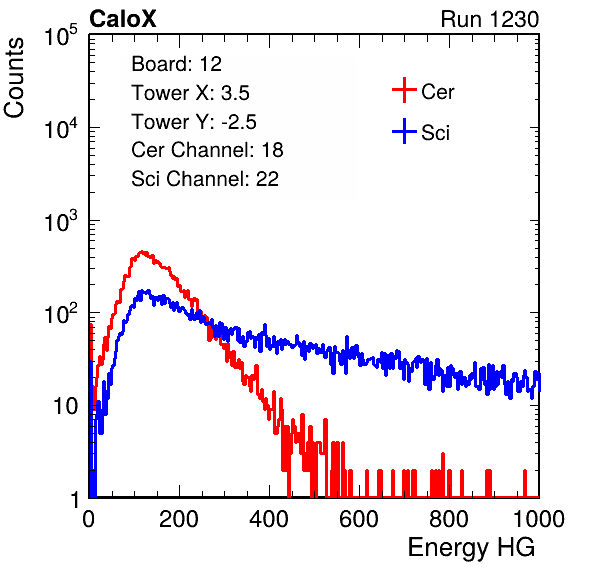 CaloX Run 1230
Counts
10^5
10^4
10^3
10^2
10
1
Board: 12
Tower X: 3.5
Tower Y: -2.5
Cer Channel: 18
Sci Channel: 22
Cer
Sci
0 200 400 600 800 1000
Energy HG